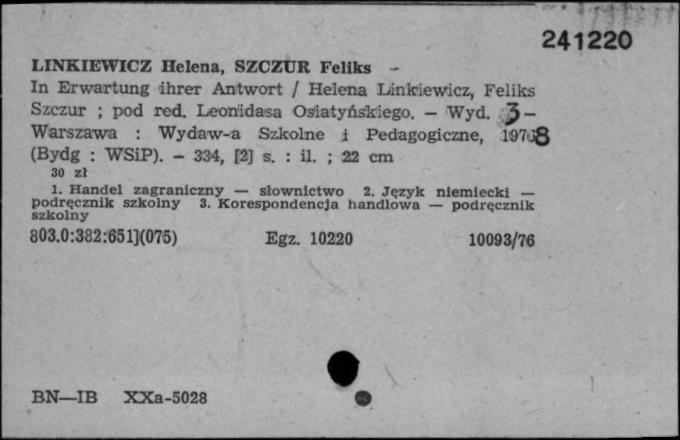 241220
LINKIEWICZ Helena, SZCZUR Feliks –
In Erwartung ihrer Antwort / Helena Linkiewicz, Feliks
Szczur ; pod red. Leonidasa Osiatyńskiego. — Wyd. 3 –
Warszawa : Wydaw-a Szkolne i Pedagogiczne, 1978
(Bydg : WSiP). — 334, [2] s. : il. ; 22 cm
30 zł
1. Handel zagraniczny — słownictwo 2. Język niemiecki —
podręcznik szkolny 3. Korespondencja handlowa — podręcznik
szkolny
803.0:382:651](075) Egz. 10220 10093/76
BN—IB XXa-5028